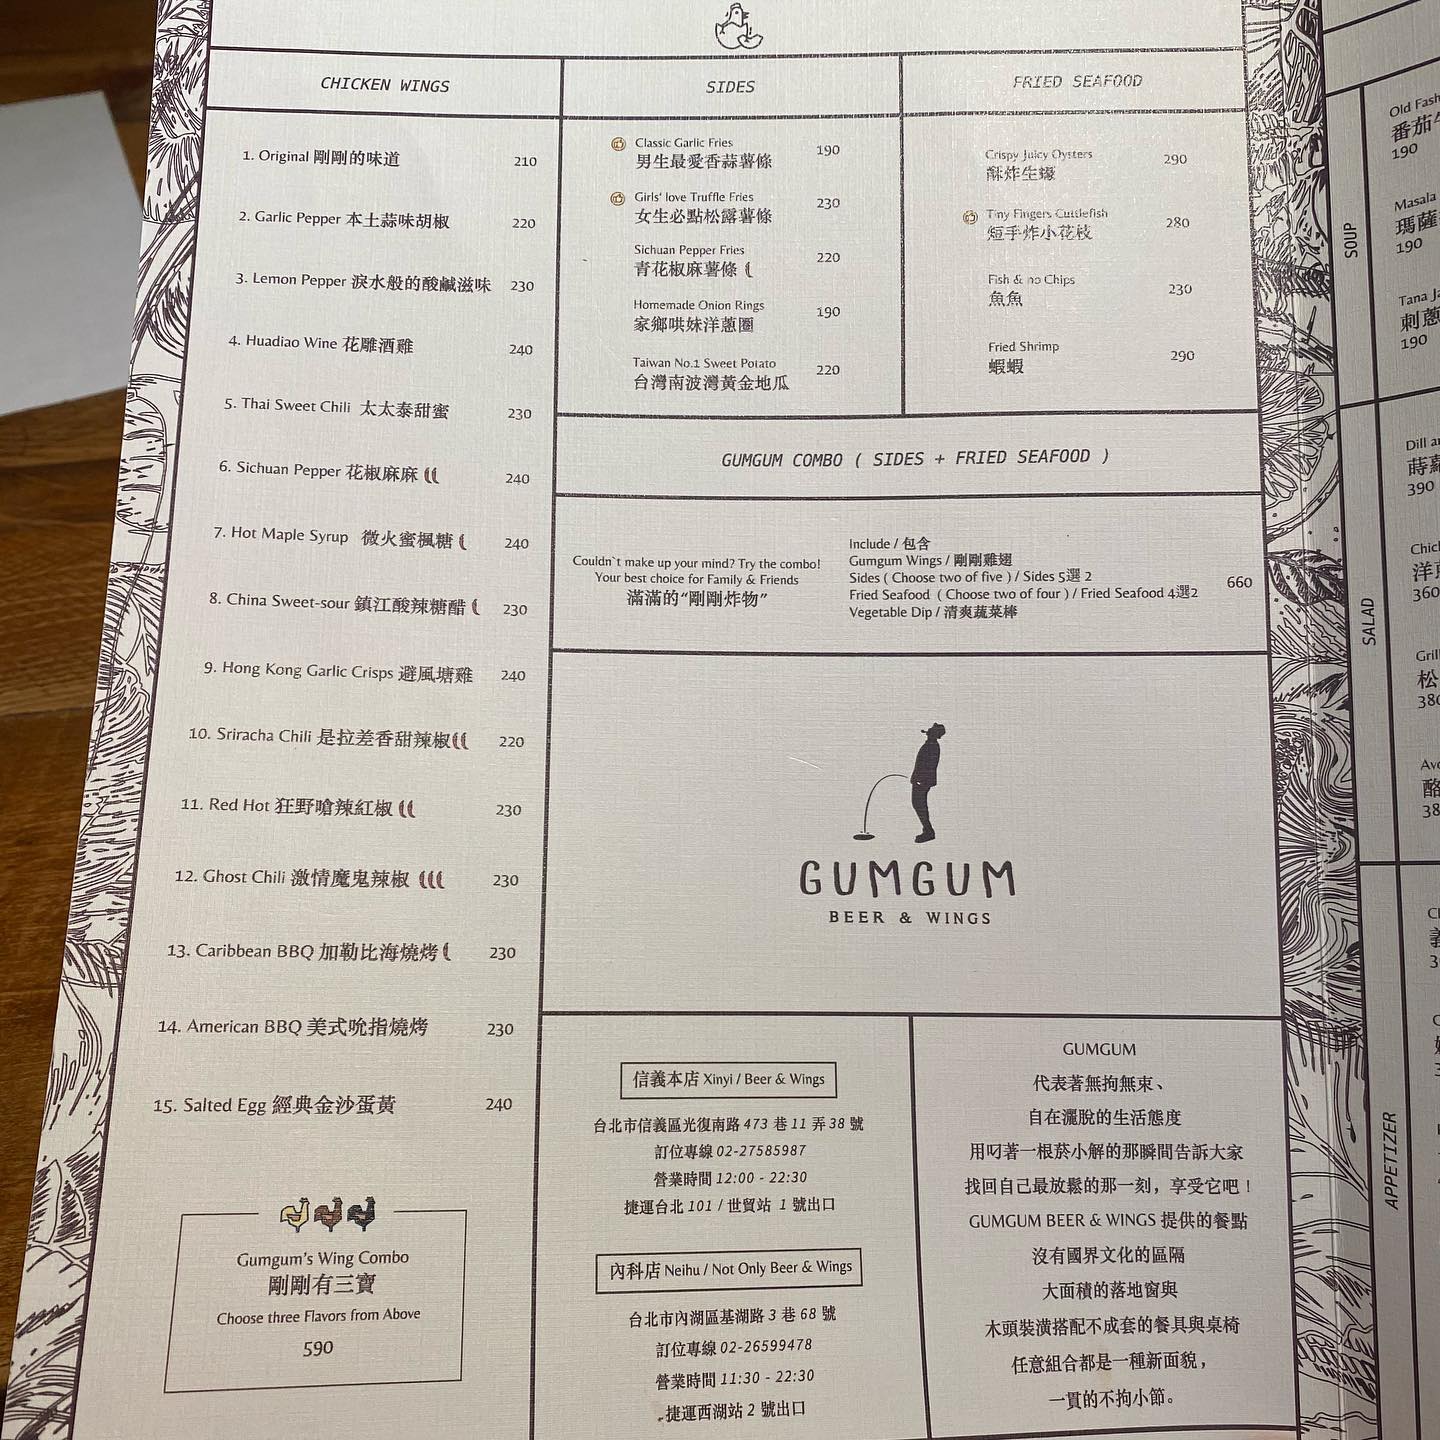 CHICKEN WINGS
1. Original 剛剛的味道 210
2. Garlic Pepper 本土蒜味胡椒 220
3. Lemon Pepper 淚水般的酸鹹滋味 230
4. Huadiao Wine 花雕酒雞 240
5. Thai Sweet Chili 太太泰甜蜜 230
6. Sichuan Pepper 花椒麻麻 240
7. Hot Maple Syrup 微火蜜楓糖 240
8. China Sweet-sour 鎮江酸辣糖醋 230
9. Hong Kong Garlic Crisps 避風塘雞 240
10. Sriracha Chili 是拉差香甜辣椒 220
11. Red Hot 狂野嗆辣紅椒 230
12. Ghost Chili 激情魔鬼辣椒 230
13. Caribbean BBQ 加勒比海燒烤 230
14. American BBQ 美式吮指燒烤 230
15. Salted Egg 經典金沙蛋黃 240
Gumgum's Wing Combo
剛剛有三寶
Choose three Flavors from Above
590
SIDES
Classic Garlic Fries
男生最愛香蒜薯條 190
Girls' love Truffle Fries
女生必點松露薯條 230
Sichuan Pepper Fries
青花椒麻薯條 220
Homemade Onion Rings
家鄉哄妹洋蔥圈 190
Taiwan No.1 Sweet Potato
台灣南波灣黃金地瓜 220
FRIED SEAFOOD
Crispy Juicy Oysters
酥炸生蠔 290
Tiny Fingers Cuttlefish
短手炸小花枝 280
Fish & no Chips
魚魚 230
Fried Shrimp
蝦蝦 290
GUMGUM COMBO ( SIDES + FRIED SEAFOOD )
Couldn`t make up your mind? Try the combo!
Your best choice for Family & Friends
滿滿的“剛剛炸物”
Include / 包含
Gumgum Wings / 剛剛雞翅
Sides ( Choose two of five ) / Sides 5選 2
Fried Seafood ( Choose two of four ) / Fried Seafood 4選2
Vegetable Dip / 清爽蔬菜棒
660
GUMGUM
BEER & WINGS
信義本店 Xinyi / Beer & Wings
台北市信義區光復南路 473 巷 11 弄 38 號
訂位專線 02-27585987
營業時間 12:00 - 22:30
捷運台北 101 / 世貿站 1 號出口
內科店 Neihu / Not Only Beer & Wings
台北市內湖區基湖路 3 巷 68 號
訂位專線 02-26599478
營業時間 11:30 - 22:30
捷運西湖站 2 號出口
GUMGUM
代表著無拘無束、
自在灑脫的生活態度
用叼著一根菸小解的那瞬間告訴大家
找回自己最放鬆的那一刻，享受它吧！
GUMGUM BEER & WINGS 提供的餐點
沒有國界文化的區隔
大面積的落地窗與
木頭裝潢搭配不成套的餐具與桌椅
任意組合都是一種新面貌，
一貫的不拘小節。
SOUP
Old Fash
番茄
190
Masala
瑪薩
190
Tana
刺蔥
190
SALAD
Dill
蒔蘿
390
洋
360
Gril
松
380
酪
APPETIZER